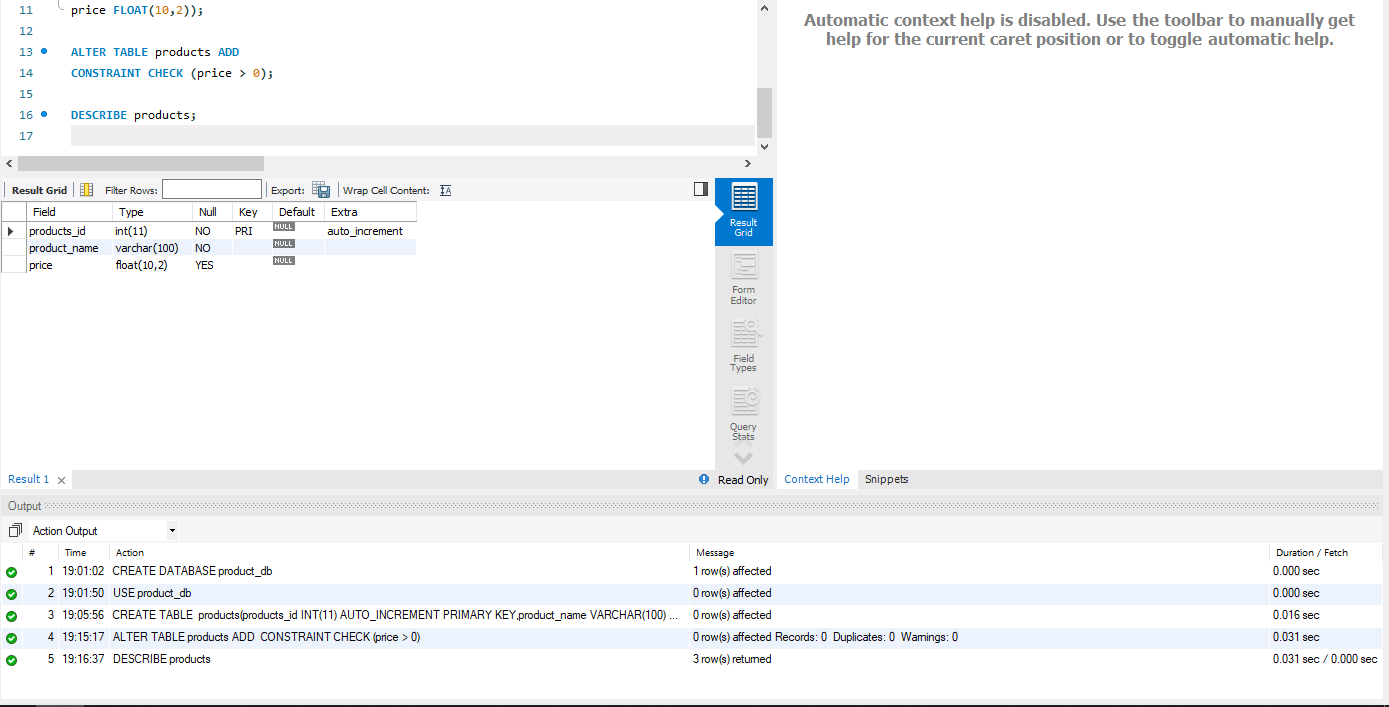 11 price FLOAT(10,2));
12
13 ALTER TABLE products ADD
14 CONSTRAINT CHECK (price > 0);
15
16 DESCRIBE products;
17
Automatic context help is disabled. Use the toolbar to manually get
help for the current caret position or to toggle automatic help.
Result Grid Filter Rows: Export: Wrap Cell Content:
Field Type Null Key Default Extra
products_id int(11) NO PRI NULL auto_increment
product_name varchar(100) NO NULL
price float(10,2) YES NULL
Result
Grid
Form
Editor
Field
Types
Query
Stats
Result 1 Read Only
Context Help Snippets
Output
Action Output
# Time Action Message Duration / Fetch
1 19:01:02 CREATE DATABASE product_db 1 row(s) affected 0.000 sec
2 19:01:50 USE product_db 0 row(s) affected 0.000 sec
3 19:05:56 CREATE TABLE products(products_id INT(11) AUTO_INCREMENT PRIMARY KEY,product_name VARCHAR(100) ... 0 row(s) affected 0.016 sec
4 19:15:17 ALTER TABLE products ADD CONSTRAINT CHECK (price > 0) 0 row(s) affected Records: 0 Duplicates: 0 Warnings: 0 0.031 sec
5 19:16:37 DESCRIBE products 3 row(s) returned 0.031 sec / 0.000 sec